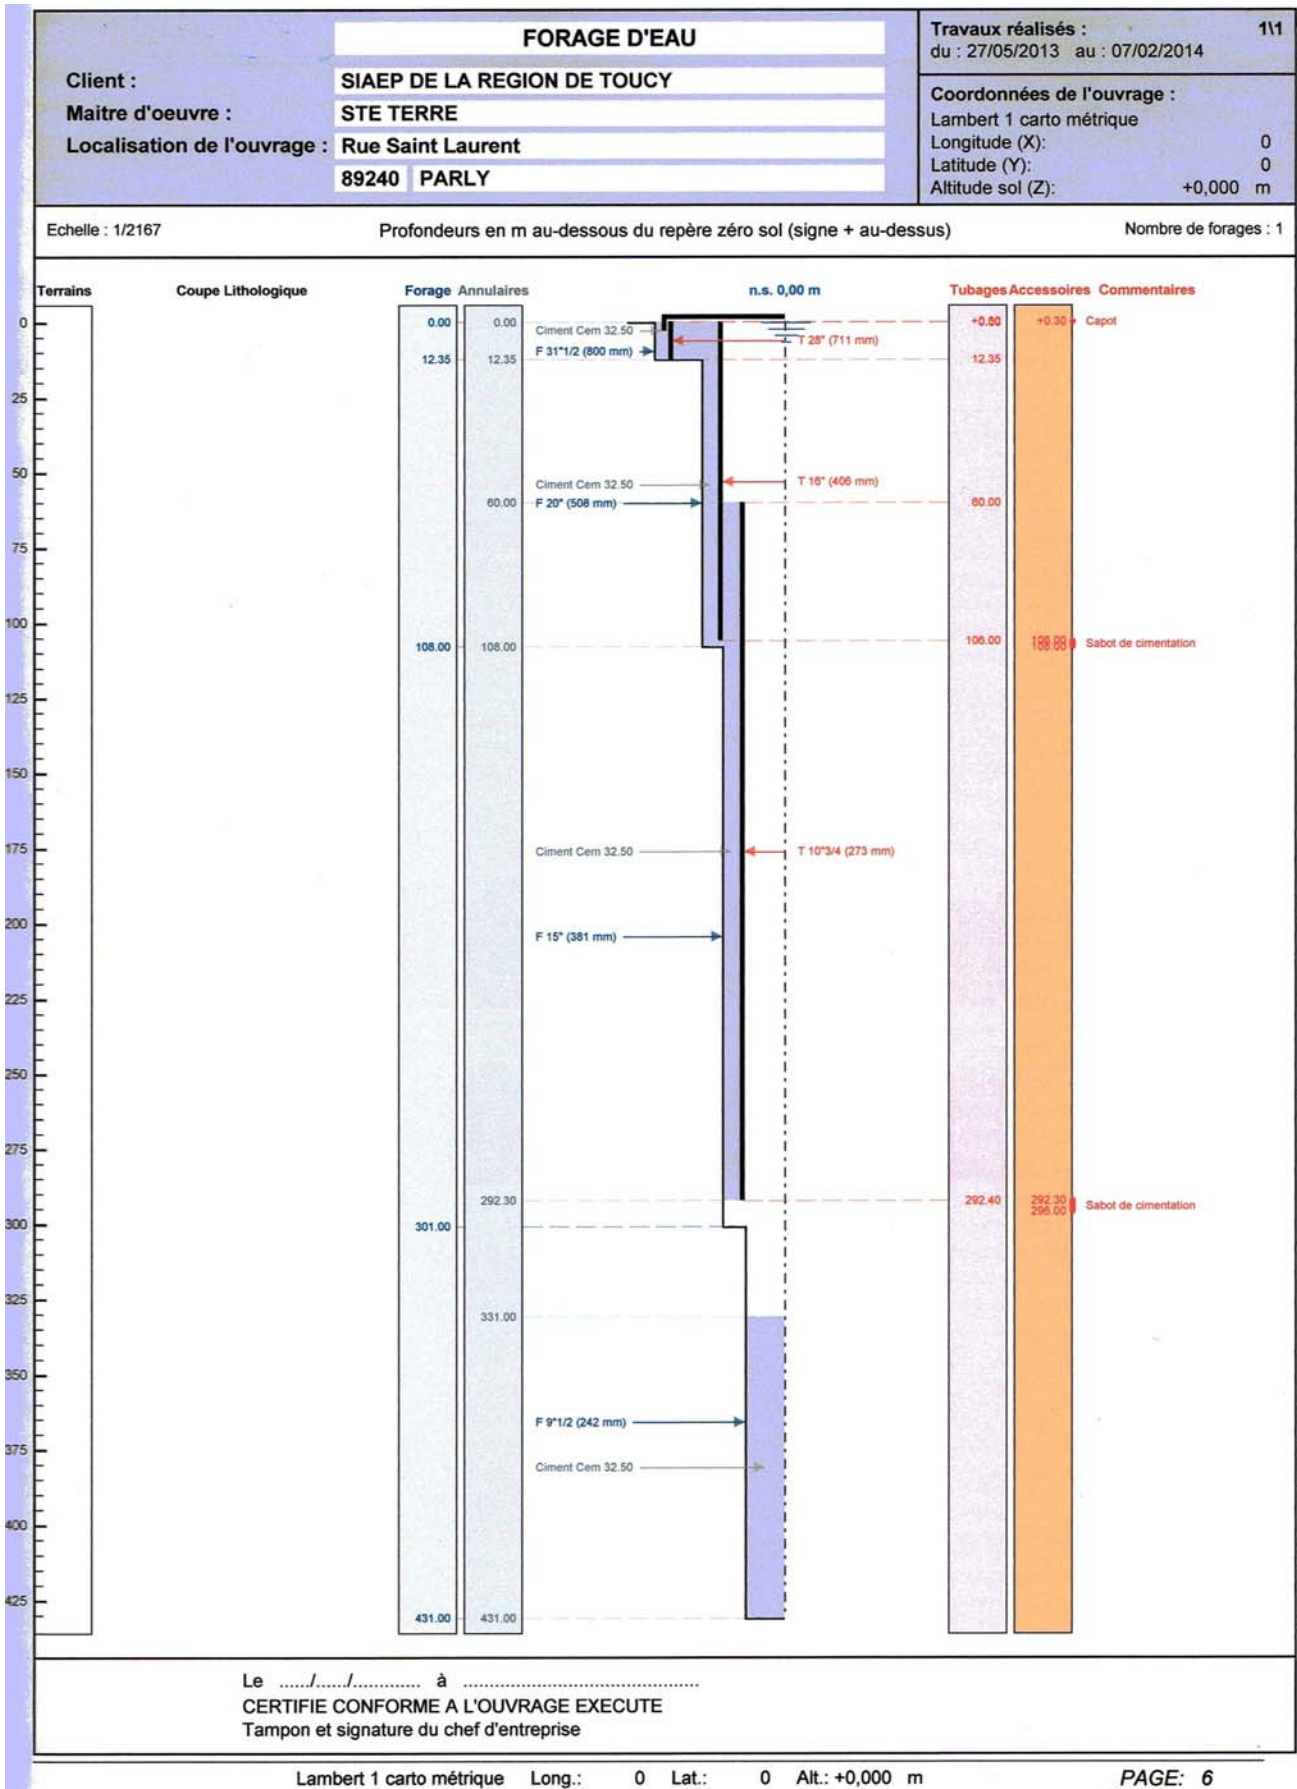 FORAGE D'EAU
Travaux réalisés : 1\1
du : 27/05/2013 au : 07/02/2014
Client : SIAEP DE LA REGION DE TOUCY
Maitre d'oeuvre : STE TERRE
Localisation de l'ouvrage : Rue Saint Laurent
89240 PARLY
Coordonnées de l'ouvrage :
Lambert 1 carto métrique
Longitude (X): 0
Latitude (Y): 0
Altitude sol (Z): +0,000 m
Echelle : 1/2167 Profondeurs en m au-dessous du repère zéro sol (signe + au-dessus) Nombre de forages : 1
Terrains Coupe Lithologique Forage Annulaires n.s. 0,00 m Tubages Accessoires Commentaires
0 0.00 0.00 +0.30 Capot
Ciment Cem 32.50
T 28" (711 mm)
F 31"1/2 (800 mm)
12.35 12.35 12.35
25
50
Ciment Cem 32.50 T 16" (406 mm)
60.00 F 20" (508 mm) 60.00
75
100
106.00 106.00 Sabot de cimentation
108.00 108.00 108.00
125
150
175 Ciment Cem 32.50 T 10"3/4 (273 mm)
200
F 15" (381 mm)
225
250
275
292.30 292.40 292.30 Sabot de cimentation
296.00
300
301.00
325
331.00
350
F 9"1/2 (242 mm)
375
Ciment Cem 32.50
400
425
431.00 431.00
Le ....../....../............. à ............................................
CERTIFIE CONFORME A L'OUVRAGE EXECUTE
Tampon et signature du chef d'entreprise
Lambert 1 carto métrique Long.: 0 Lat.: 0 Alt.: +0,000 m PAGE: 6